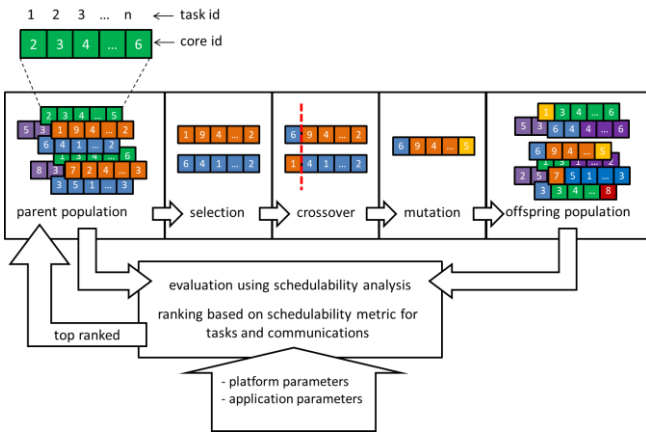 1 2 3 ... n task id
2 3 4 ... 6 core id
2 3 4 ... 5
5 3 1 9 4 ... 2
6 4 1 ... 2
1 3 4 ... 6
8 3 7 2 4 ... 3
3 5 1 ... 3
parent population
1 9 4 ... 2
6 4 1 ... 2
selection
6 9 4 ... 2
1 4 1 ... 2
crossover
6 9 4 ... 5
mutation
1 3 4 ... 6
5 3 6 4 4 ... 6
6 9 4 ... 5
1 3 1 ... 2
2 5 7 5 1 ... 3
3 3 4 ... 8
offspring population
evaluation using schedulability analysis
ranking based on schedulability metric for
tasks and communications
top ranked
- platform parameters
- application parameters